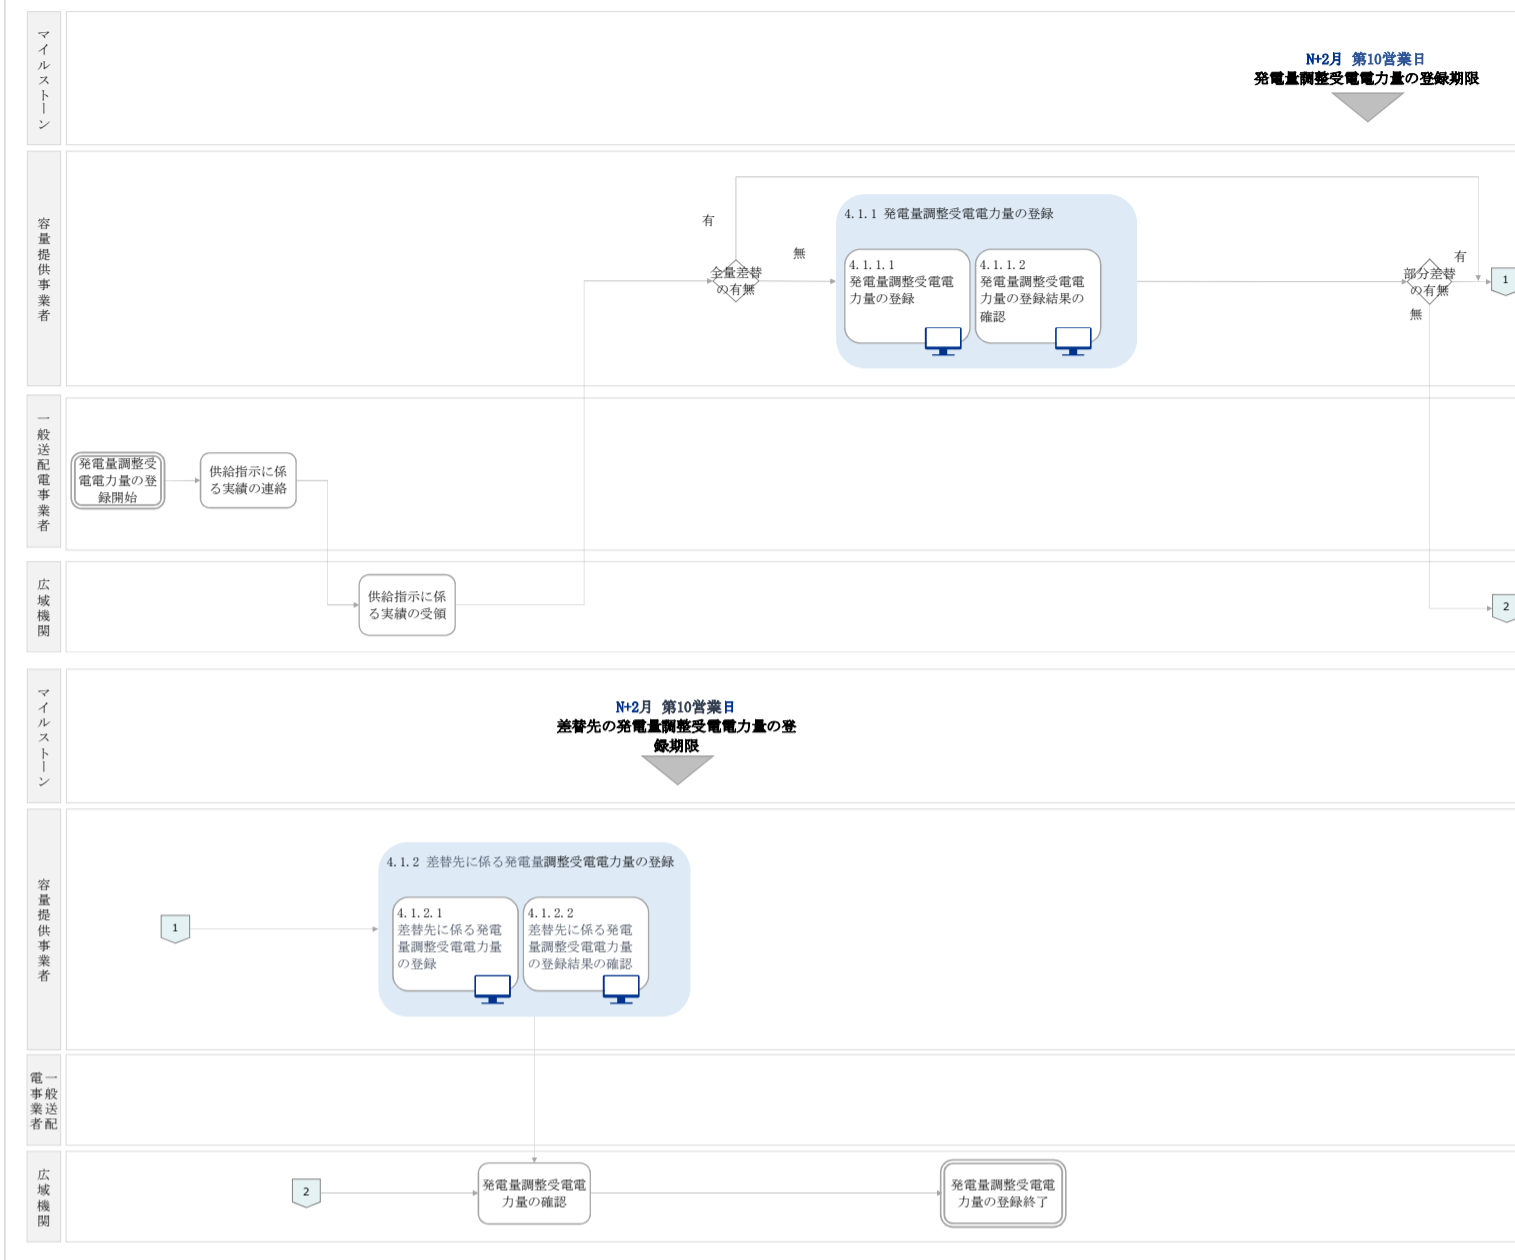 マイルストーン
N+2月 第10営業日
発電量調整受電電力量の登録期限
容量提供事業者
有
無
全量差替
の有無
4.1.1 発電量調整受電電力量の登録
4.1.1.1
発電量調整受電電
力量の登録
4.1.1.2
発電量調整受電電
力量の登録結果の
確認
部分差替
の有無
有
無
1
一般送配電事業者
発電量調整受
電電力量の登
録開始
供給指示に係
る実績の連絡
広域機関
供給指示に係
る実績の受領
2
マイルストーン
N+2月 第10営業日
差替先の発電量調整受電電力量の登
録期限
容量提供事業者
1
4.1.2 差替先に係る発電量調整受電電力量の登録
4.1.2.1
差替先に係る発電
量調整受電電力量
の登録
4.1.2.2
差替先に係る発電
量調整受電電力量
の登録結果の確認
一般送配
電事業者
広域機関
2
発電量調整受電電
力量の確認
発電量調整受電電
力量の登録終了